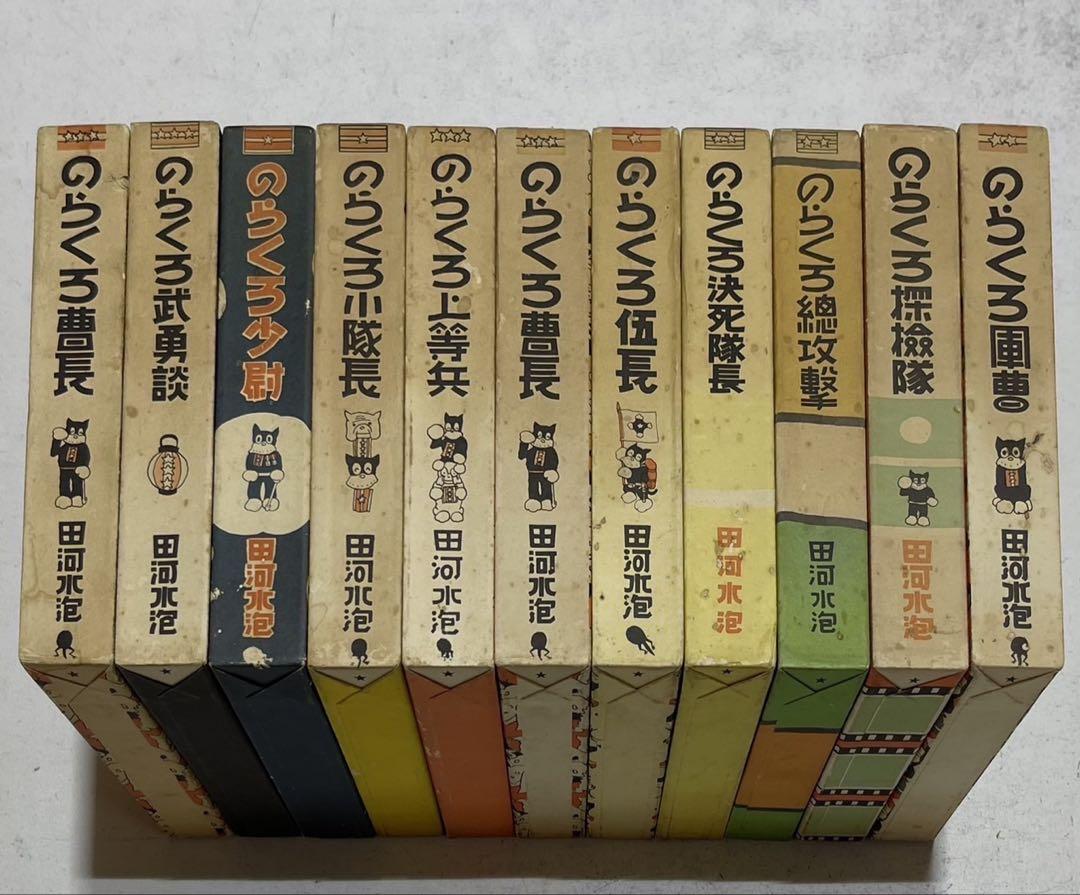 のらくろ曹長
田河水泡
のらくろ武勇談
田河水泡
のらくろ少尉
田河水泡
のらくろ小隊長
田河水泡
のらくろ上等兵
田河水泡
のらくろ曹長
田河水泡
のらくろ伍長
田河水泡
のらくろ決死隊長
田河水泡
のらくろ總攻撃
田河水泡
のらくろ探檢隊
田河水泡
のらくろ軍曹
田河水泡